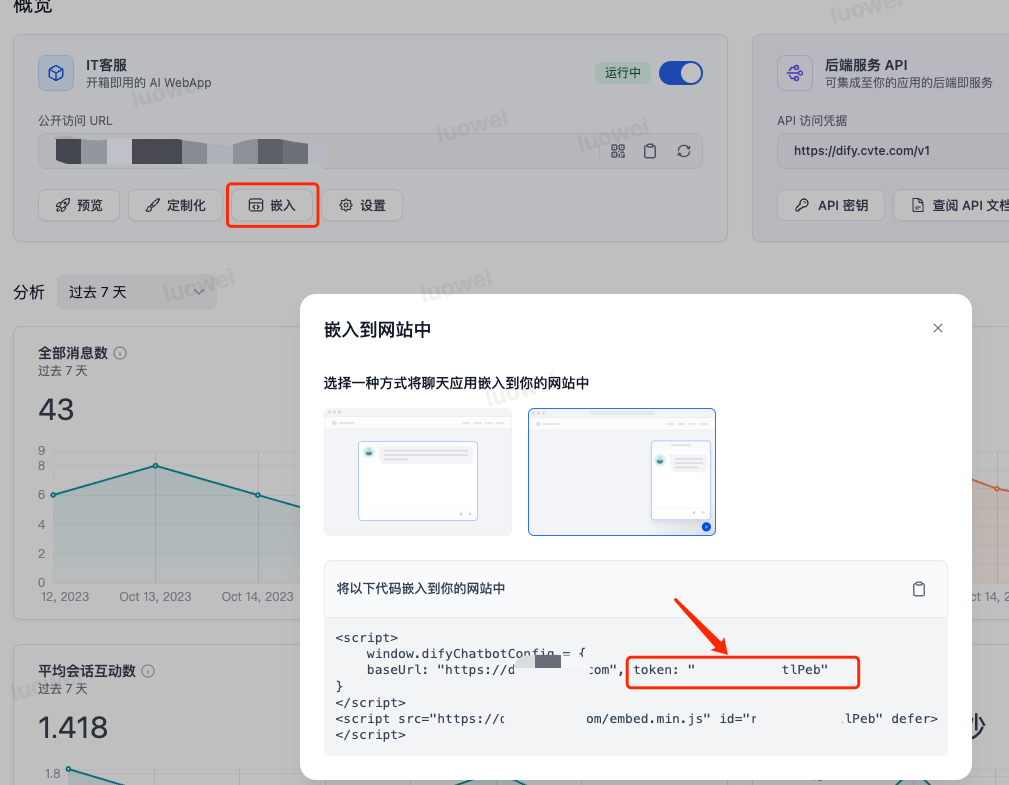 概览
luowei
IT客服
开箱即用的 AI WebApp
运行中
后端服务 API
可集成至你的应用的后端即服务
luowei
公开访问 URL
luowei
luowei
API 访问凭据
https://dify.cvte.com/v1
预览
定制化
嵌入
设置
API 密钥
查阅 API 文档
分析
过去 7 天
luowei
luowei
全部消息数
过去 7 天
43
9
8
6
4
2
0
12, 2023
Oct 13, 2023
Oct 14, 2023
嵌入到网站中
选择一种方式将聊天应用嵌入到你的网站中
luowei
将以下代码嵌入到你的网站中
<script>
window.difyChatbotConfig = {
baseUrl: "https://d com", token: " tlPeb"
}
</script>
<script src="https://d om/embed.min.js" id="r lPeb" defer>
</script>
ct 14, 2
平均会话互动数
过去 7 天
luowei
1.418
1.8
秒